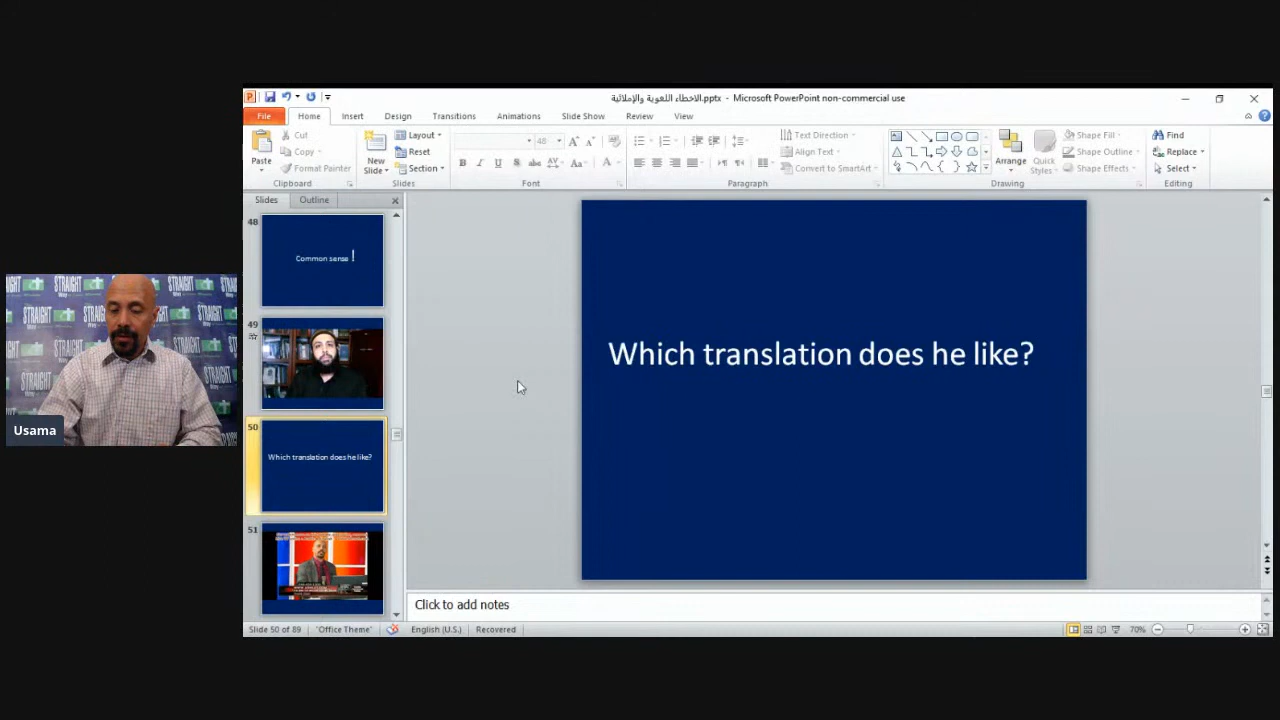 الاخطاء اللغوية والإملائية.pptx - Microsoft PowerPoint non-commercial use
File Home Insert Design Transitions Animations Slide Show Review View
Paste
Cut
Copy
Format Painter
Clipboard
New Slide
Layout
Reset
Section
Slides
48
Font
Text Direction
Align Text
Convert to SmartArt
Paragraph
Arrange
Quick Styles
Shape Fill
Shape Outline
Shape Effects
Drawing
Find
Replace
Select
Editing
Slides Outline
48
Common sense !
49
50
Which translation does he like?
51
Which translation does he like?
STRAIGHT
Way
Usama
Click to add notes
Slide 50 of 89 "Office Theme" English (U.S.) Recovered 70%